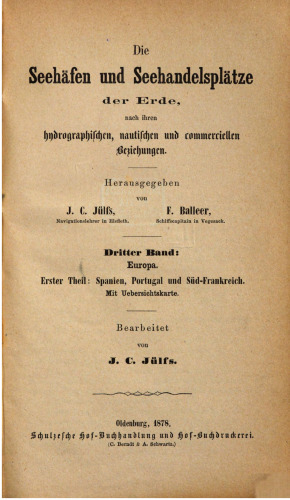 Die
Seehäfen und Seehandelsplätze
der Erde,
nach ihren
hydrographischen, nautischen und commerciellen
Beziehungen.
Herausgegeben
von
J. C. Jülfs, F. Balleer,
Navigationslehrer in Elsfleth. Schiffscapitain in Vegesack.
Dritter Band:
Europa.
Erster Theil: Spanien, Portugal und Süd-Frankreich.
Mit Uebersichtskarte.
Bearbeitet
von
J. C. Jülfs.
Oldenburg, 1878.
Schulzesche Hof-Buchhandlung und Hof-Buchdruckerei.
(C. Berndt & A. Schwartz.)